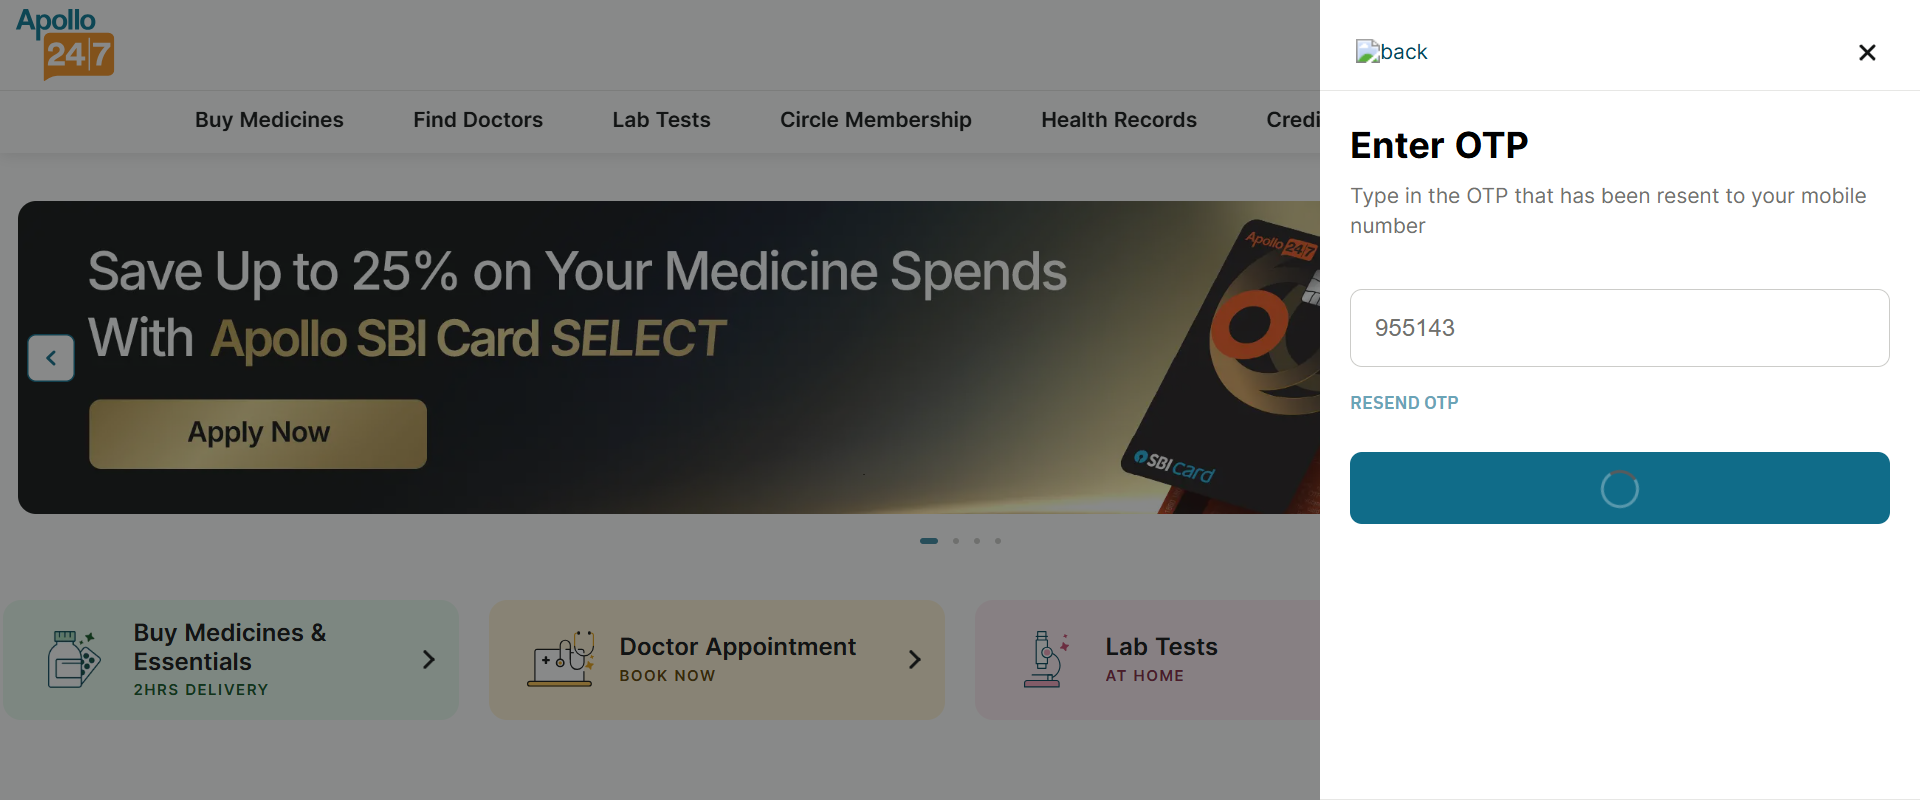 Apollo
24|7
Buy Medicines
Find Doctors
Lab Tests
Circle Membership
Health Records
Credi
Save Up to 25% on Your Medicine Spends
With Apollo SBI Card SELECT
Apply Now
Apollo 24|7
SBI card
Buy Medicines &
Essentials
2HRS DELIVERY
Doctor Appointment
BOOK NOW
Lab Tests
AT HOME
back
Enter OTP
Type in the OTP that has been resent to your mobile
number
955143
RESEND OTP